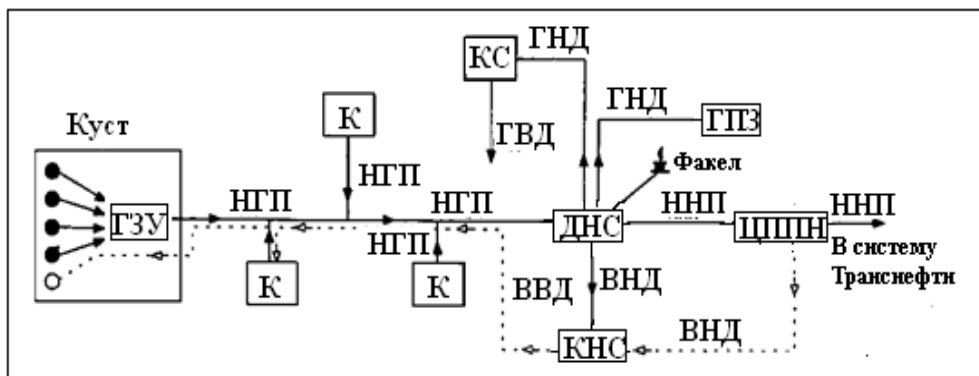 ГНД
КС
ГНД
К
ГПЗ
Куст
ГВД
Факел
НГП
НГП
НГП
ННП
ННП
ГЗУ
ДНС
ЦППН
НГП
В систему
Транснефти
К
К
ВВД
ВНД
ВНД
КНС